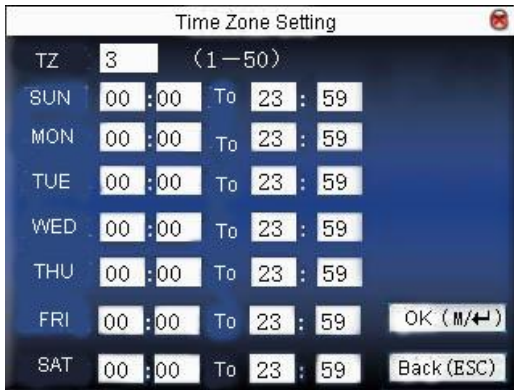 Time Zone Setting
TZ 3 (1－50)
SUN 00 :00 To 23 : 59
MON 00 :00 To 23 : 59
TUE 00 :00 To 23 : 59
WED 00 :00 To 23 : 59
THU 00 :00 To 23 : 59
FRI 00 :00 To 23 : 59 OK (M/↵)
SAT 00 :00 To 23 : 59 Back (ESC)